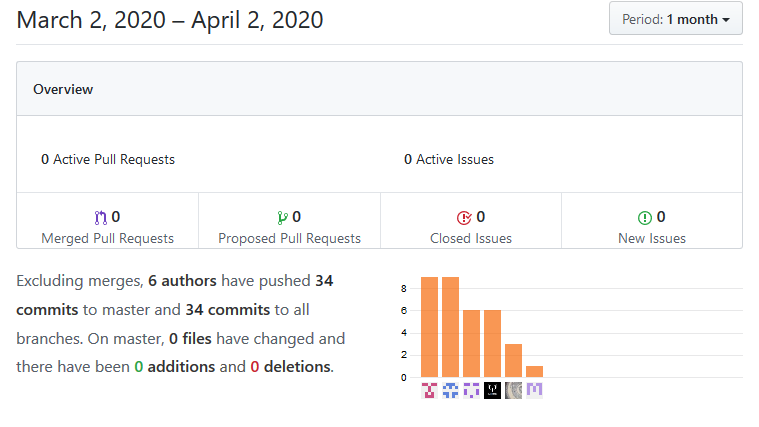 March 2, 2020 – April 2, 2020
Period: 1 month
Overview
0 Active Pull Requests
0 Active Issues
0
Merged Pull Requests
0
Proposed Pull Requests
0
Closed Issues
0
New Issues
Excluding merges, 6 authors have pushed 34
commits to master and 34 commits to all
branches. On master, 0 files have changed and
there have been 0 additions and 0 deletions.
8
6
4
2
0